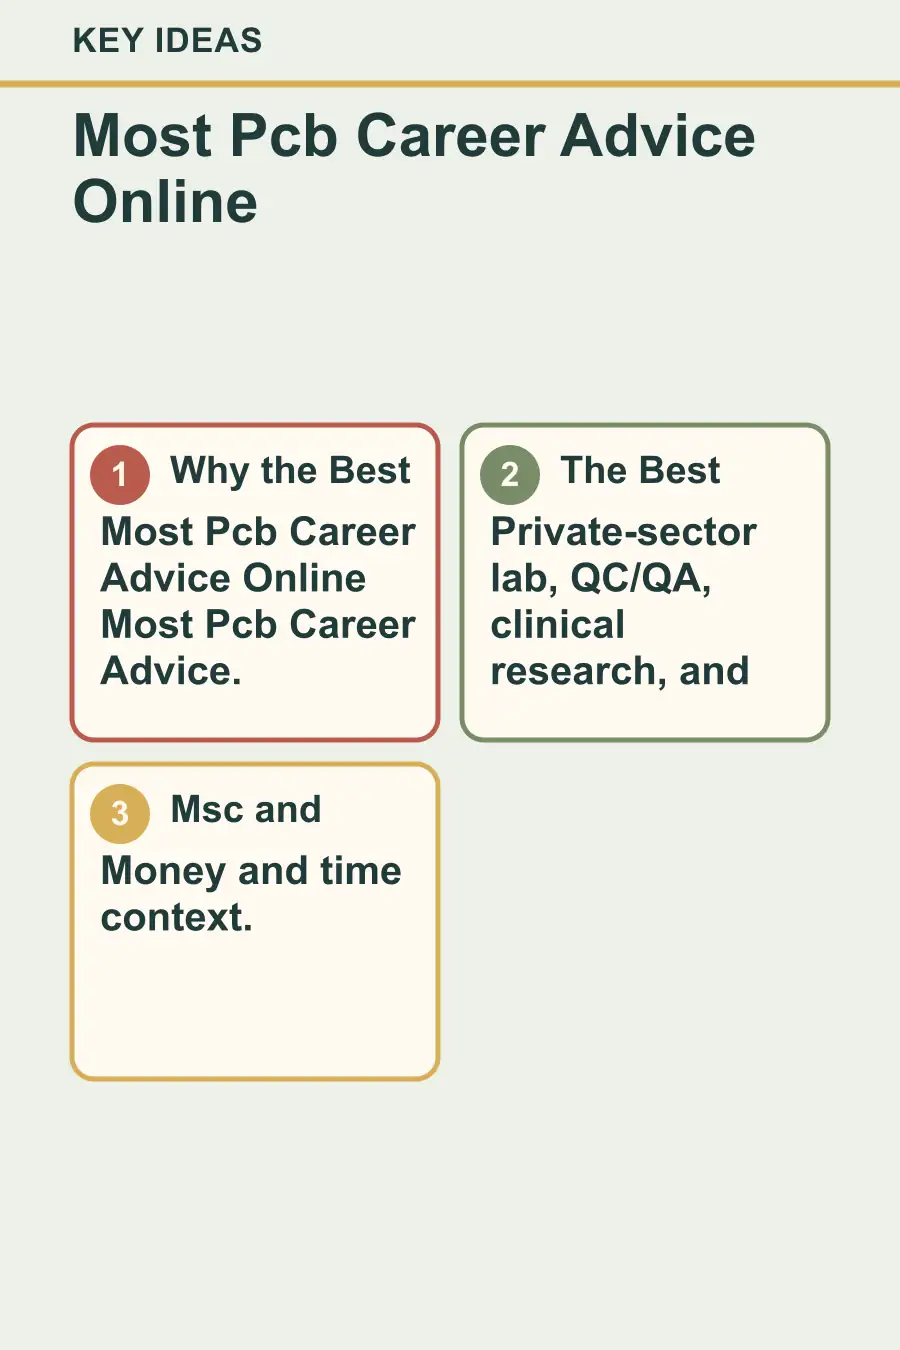 KEY IDEAS
Most Pcb Career Advice
Online
1 Why the Best
Most Pcb Career
Advice Online
Most Pcb Career
Advice.
2 The Best
Private-sector
lab, QC/QA,
clinical
research, and
3 Msc and
Money and time
context.